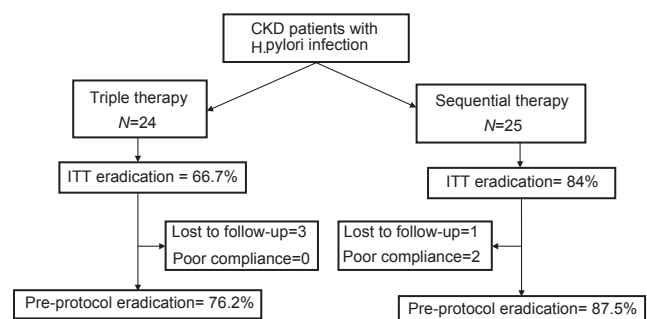 CKD patients with
H.pylori infection
Triple therapy
N=24
Sequential therapy
N=25
ITT eradication = 66.7%
ITT eradication= 84%
Lost to follow-up=3
Poor compliance=0
Lost to follow-up=1
Poor compliance=2
Pre-protocol eradication= 76.2%
Pre-protocol eradication= 87.5%